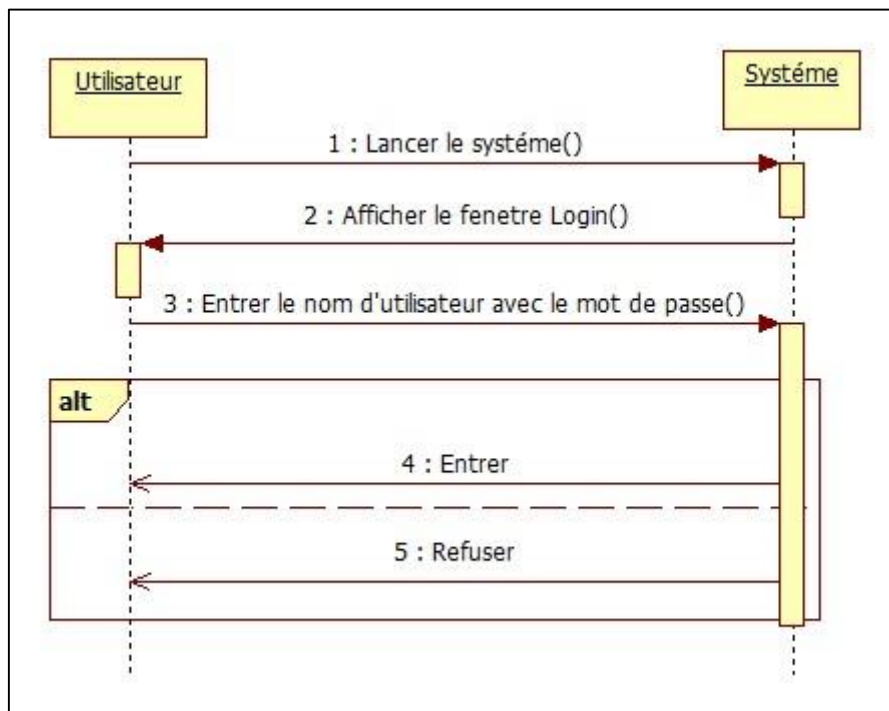 Utilisateur
Systéme
1 : Lancer le systéme()
2 : Afficher le fenetre Login()
3 : Entrer le nom d'utilisateur avec le mot de passe()
alt
4 : Entrer
5 : Refuser